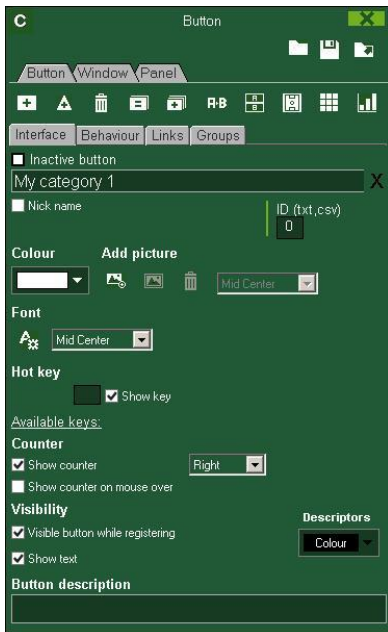 C Button X
Button Window Panel
A-B
Interface Behaviour Links Groups
Inactive button
My category 1 X
Nick name
ID (txt,csv)
0
Colour Add picture
Mid Center
Font
A Mid Center
Hot key
Show key
Available keys:
Counter
Show counter Right
Show counter on mouse over
Visibility
Visible button while registering
Descriptors
Colour
Show text
Button description